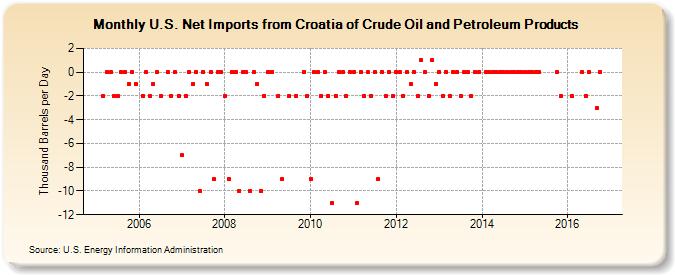 Monthly U.S. Net Imports from Croatia of Crude Oil and Petroleum Products
Thousand Barrels per Day
2
0
-2
-4
-6
-8
-10
-12
2006 2008 2010 2012 2014 2016
Source: U.S. Energy Information Administration